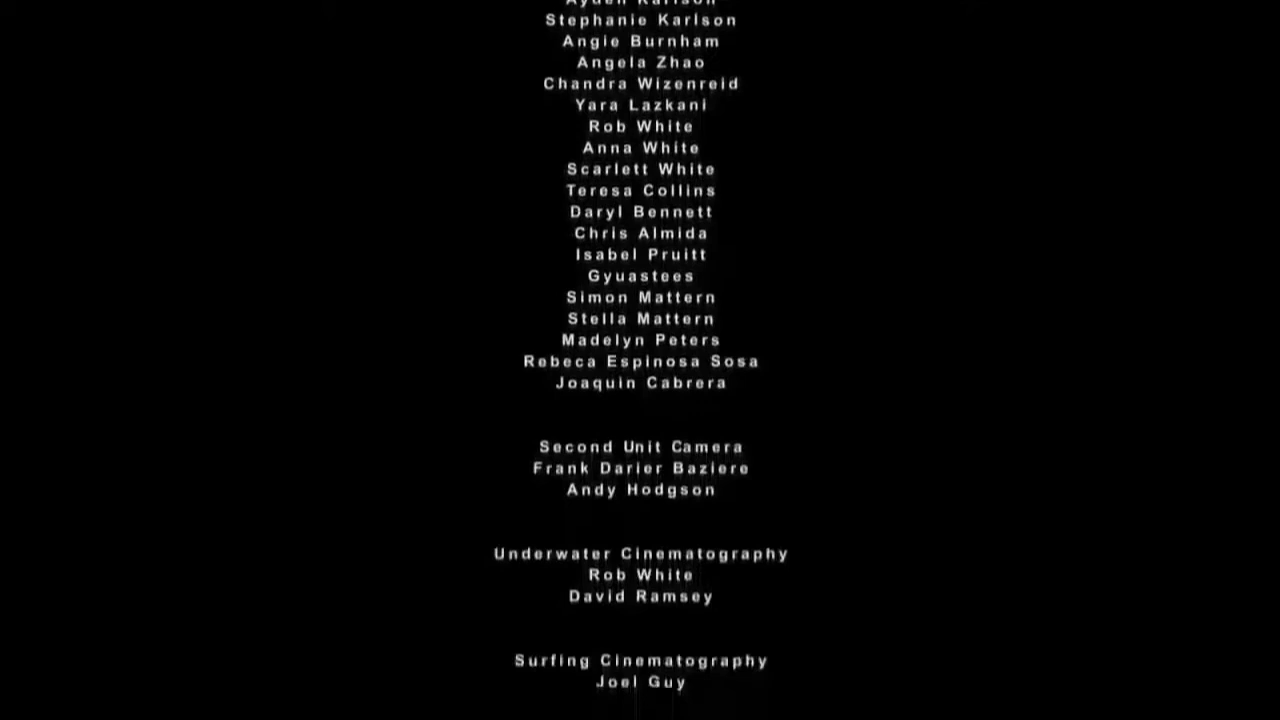 Ayden Karlson
Stephanie Karlson
Angie Burnham
Angela Zhao
Chandra Wizenreid
Yara Lazkani
Rob White
Anna White
Scarlett White
Teresa Collins
Daryl Bennett
Chris Almida
Isabel Pruitt
Gyuastees
Simon Mattern
Stella Mattern
Madelyn Peters
Rebeca Espinosa Sosa
Joaquin Cabrera
Second Unit Camera
Frank Darier Baziere
Andy Hodgson
Underwater Cinematography
Rob White
David Ramsey
Surfing Cinematography
Joel Guy